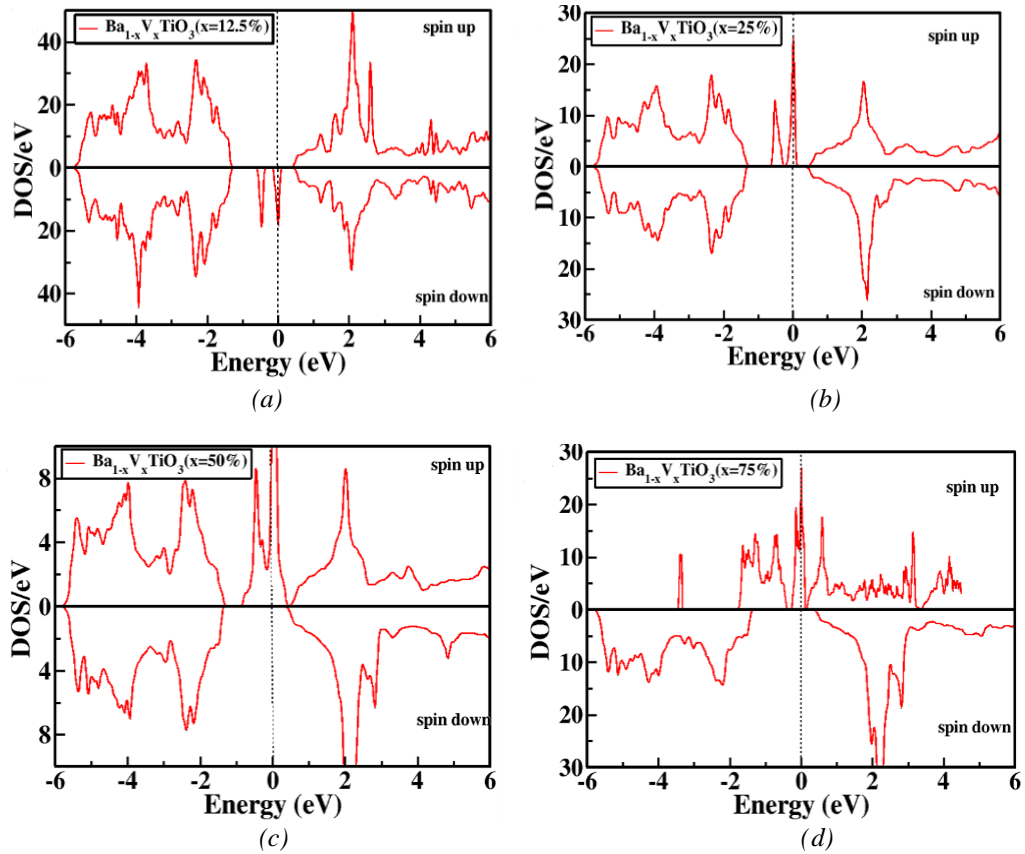 Ba1-xVxTiO3(x=12.5%)
spin up
40
20
0
20
40
DOS/eV
spin down
-6 -4 -2 0 2 4 6
Energy (eV)
(a)
30
Ba1-xVxTiO3(x=25%)
spin up
20
10
0
10
20
30
DOS/eV
spin down
-6 -4 -2 0 2 4 6
Energy (eV)
(b)
Ba1-xVxTiO3(x=50%)
spin up
8
4
0
4
8
DOS/eV
spin down
-6 -4 -2 0 2 4 6
Energy (eV)
(c)
30
Ba1-xVxTiO3(x=75%)
spin up
20
10
0
10
20
30
DOS/eV
spin down
-6 -4 -2 0 2 4 6
Energy (eV)
(d)